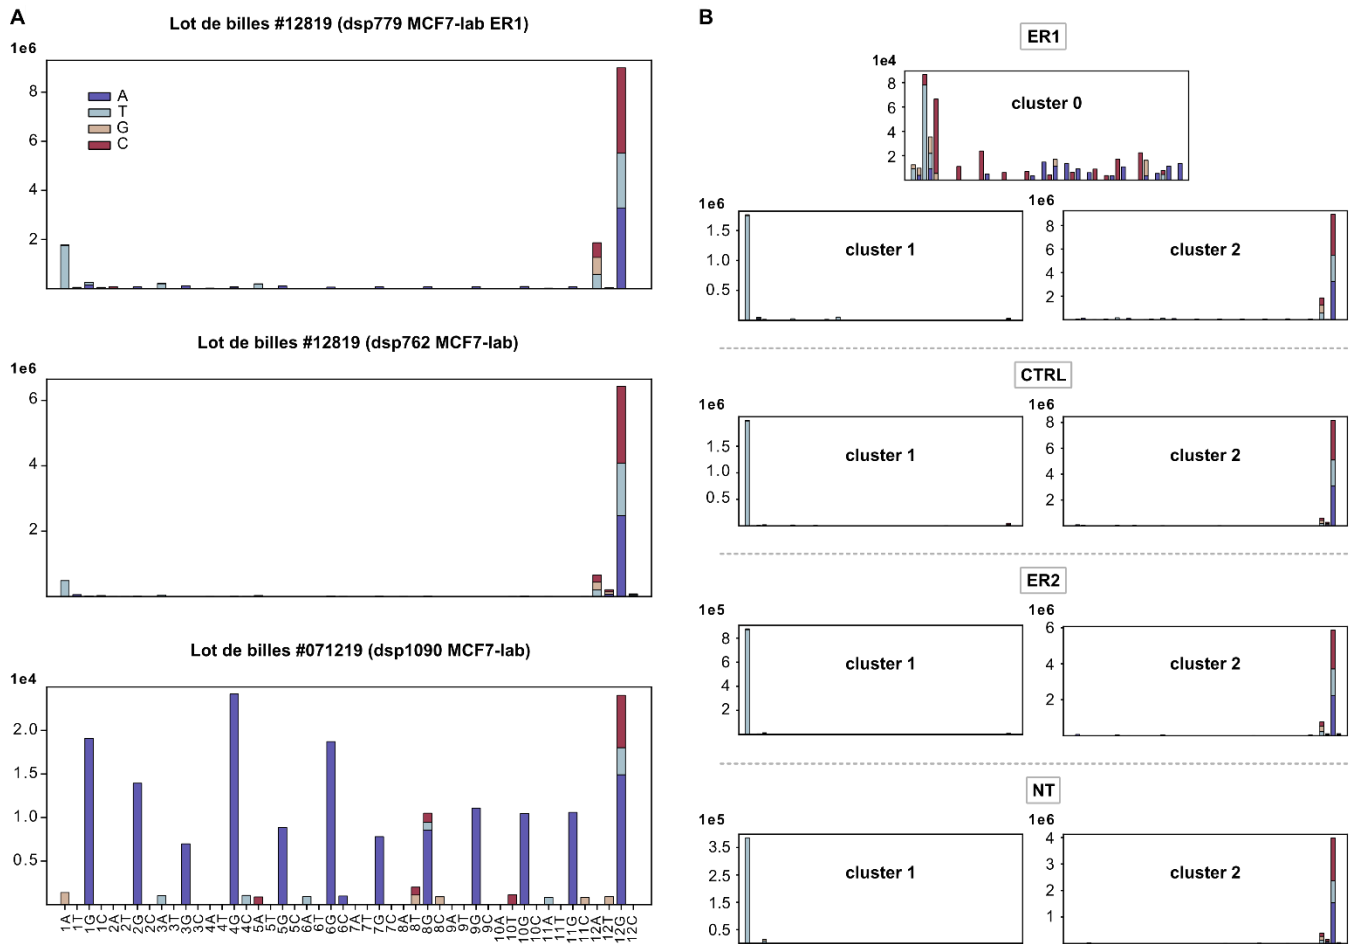 A
Lot de billes #12819 (dsp779 MCF7-lab ER1)
1e6
8
6
4
2
A
T
G
C
Lot de billes #12819 (dsp762 MCF7-lab)
1e6
6
4
2
Lot de billes #071219 (dsp1090 MCF7-lab)
1e4
2.0
1.5
1.0
0.5
1A 1T 1G 1C 2A 2T 2G 2C 3A 3T 3G 3C 4A 4T 4G 4C 5A 5T 5G 5C 6A 6T 6G 6C 7A 7T 7G 7C 8A 8T 8G 8C 9A 9T 9G 9C 10A 10T 10G 10C 11A 11T 11G 11C 12A 12T 12G 12C
B
ER1
1e4
8
6
4
2
cluster 0
1e6
1.5
1.0
0.5
cluster 1
1e6
8
6
4
2
cluster 2
CTRL
1e6
1.5
1.0
0.5
cluster 1
1e6
8
6
4
2
cluster 2
ER2
1e5
8
6
4
2
cluster 1
1e6
6
4
2
cluster 2
NT
1e5
3.5
2.5
1.5
0.5
cluster 1
1e6
4
3
2
1
cluster 2